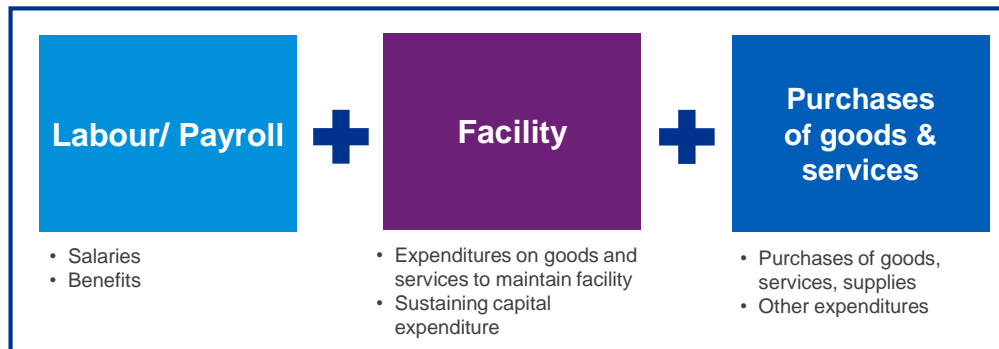 Labour/ Payroll
Facility
Purchases
of goods &
services
• Salaries
• Benefits
• Expenditures on goods and
services to maintain facility
• Sustaining capital
expenditure
• Purchases of goods,
services, supplies
• Other expenditures